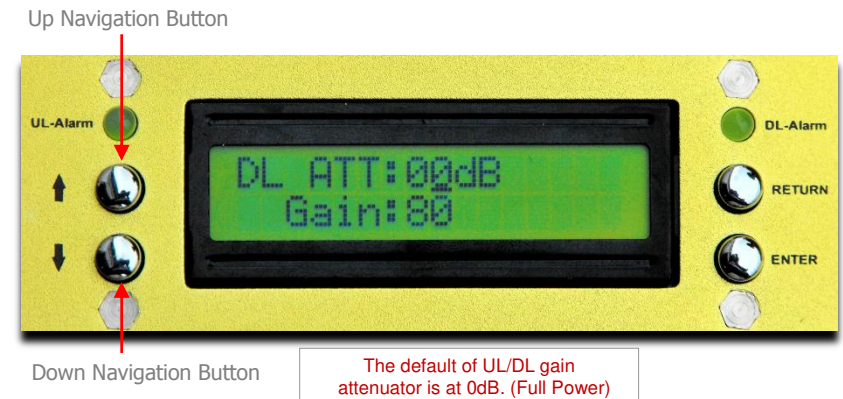 Up Navigation Button
UL-Alarm
DL-Alarm
DL ATT:00dB
Gain:80
RETURN
ENTER
Down Navigation Button
The default of UL/DL gain
attenuator is at 0dB. (Full Power)